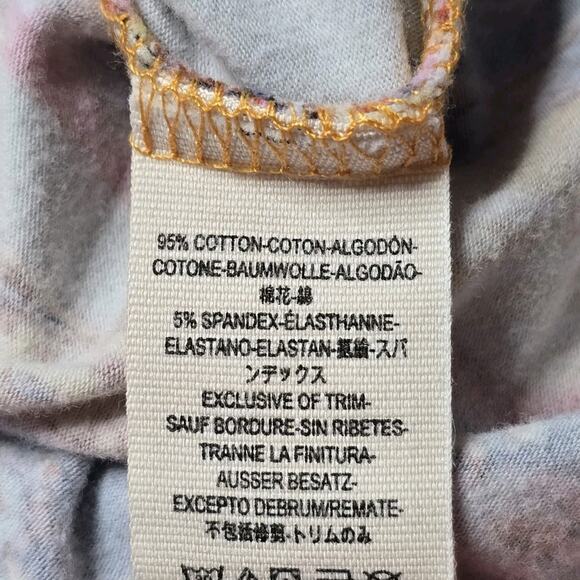 95% COTTON-COTON-ALGODÓN-
COTONE-BAUMWOLLE-ALGODÃO-
棉花-綿
5% SPANDEX-ÉLASTHANNE-
ELASTANO-ELASTAN-氨綸-スパ
ンデックス
EXCLUSIVE OF TRIM-
SAUF BORDURE-SIN RIBETES-
TRANNE LA FINITURA-
AUSSER BESATZ-
EXCEPTO DEBRUM/REMATE-
不包括修剪-トリムのみ